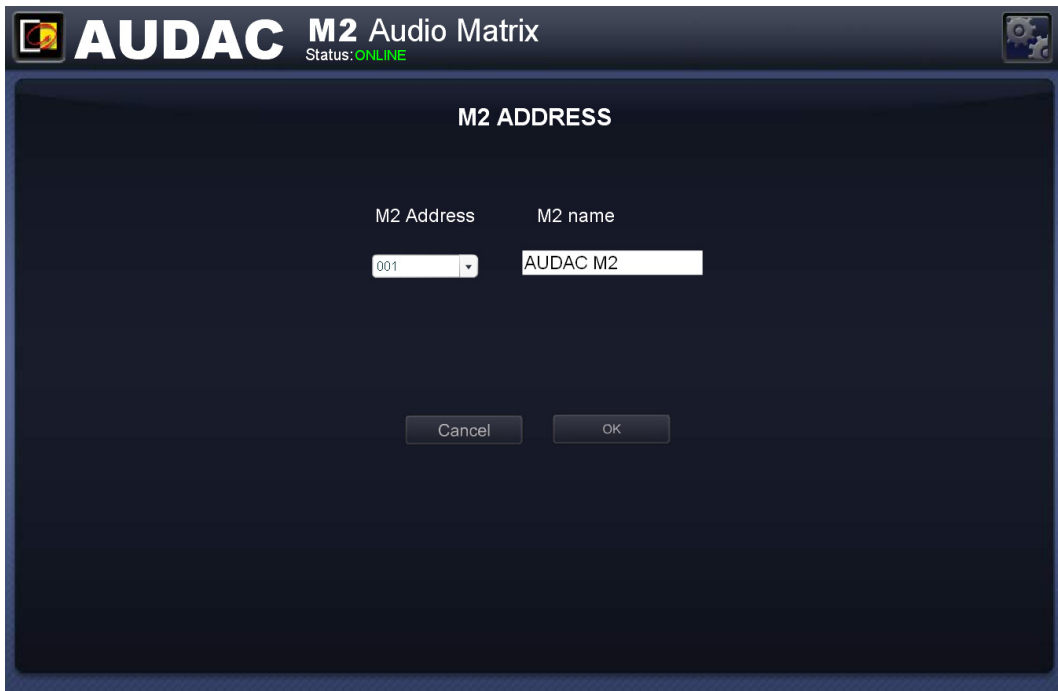 AUDAC M2 Audio Matrix
Status:ONLINE
M2 ADDRESS
M2 Address M2 name
001 AUDAC M2
Cancel OK